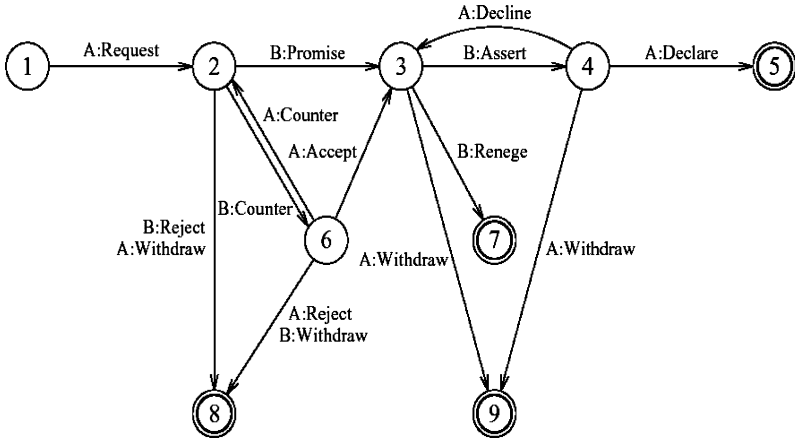 A:Decline
1
A:Request
2
B:Promise
3
B:Assert
4
A:Declare
5
A:Counter
A:Accept
B:Renege
B:Counter
B:Reject
A:Withdraw
6
7
A:Withdraw
A:Withdraw
A:Reject
B:Withdraw
8
9